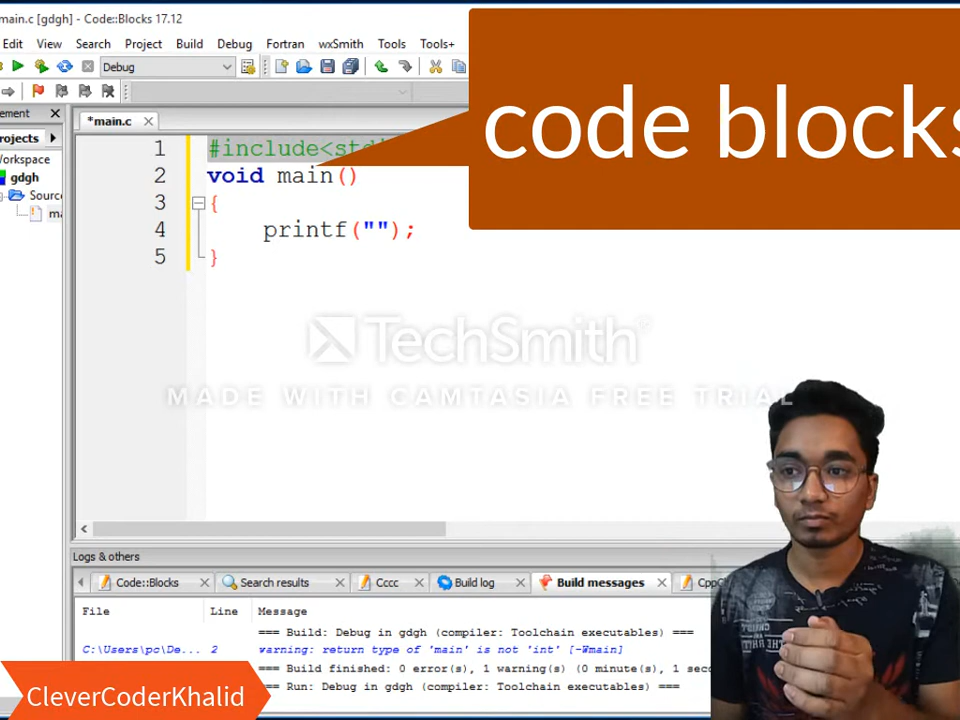 main.c [gdgh] - Code::Blocks 17.12
Edit View Search Project Build Debug Fortran wxSmith Tools Tools+
Debug
code blocks
*main.c
rojects
orkspace
gdgh
Sourc
ma
1 #include<stdi
2 void main()
3 {
4 printf("");
5 }
TechSmith
MADE WITH CAMTASIA FREE TRIAL
Logs & others
Code::Blocks Search results Cccc Build log Build messages CppCh
File Line Message
=== Build: Debug in gdgh (compiler: Toolchain executables) ===
C:\Users\pc\De... 2 warning: return type of 'main' is not 'int' [-Wmain]
=== Build finished: 0 error(s), 1 warning(s) (0 minute(s), 1 seco
=== Run: Debug in gdgh (compiler: Toolchain executables) ===
CleverCoderKhalid